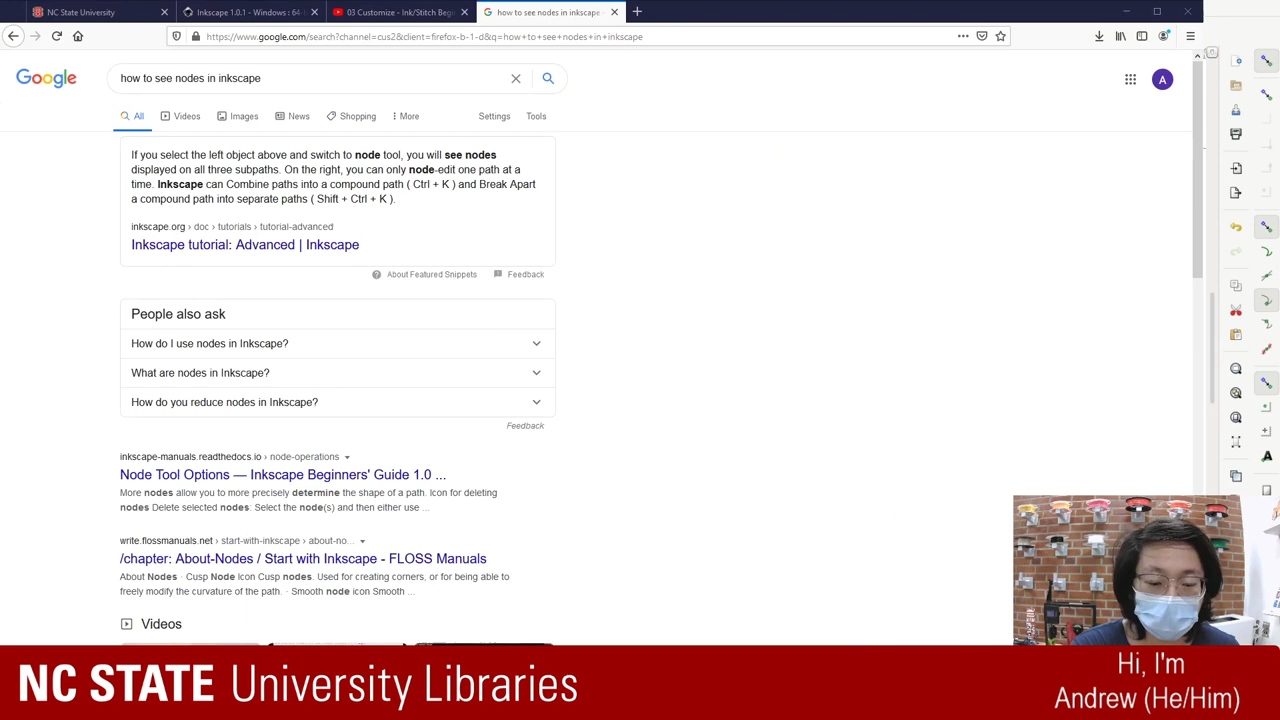 NC State University
Inkscape 1.0.1 - Windows : 64-
03 Customize - Ink/Stitch Begi
how to see nodes in inkscape
https://www.google.com/search?channel=cus2&client=firefox-b-1-d&q=how+to+see+nodes+in+inkscape
Google
how to see nodes in inkscape
A
All
Videos
Images
News
Shopping
More
Settings
Tools
If you select the left object above and switch to node tool, you will see nodes
displayed on all three subpaths. On the right, you can only node-edit one path at a
time. Inkscape can Combine paths into a compound path ( Ctrl + K ) and Break Apart
a compound path into separate paths ( Shift + Ctrl + K ).
inkscape.org › doc › tutorials › tutorial-advanced
Inkscape tutorial: Advanced | Inkscape
About Featured Snippets
Feedback
People also ask
How do I use nodes in Inkscape?
What are nodes in Inkscape?
How do you reduce nodes in Inkscape?
Feedback
inkscape-manuals.readthedocs.io › node-operations
Node Tool Options — Inkscape Beginners' Guide 1.0 ...
More nodes allow you to more precisely determine the shape of a path. Icon for deleting
nodes Delete selected nodes: Select the node(s) and then either use ...
write.flossmanuals.net › start-with-inkscape › about-no...
/chapter: About-Nodes / Start with Inkscape - FLOSS Manuals
About Nodes · Cusp Node Icon Cusp nodes. Used for creating corners, or for being able to
freely modify the curvature of the path. · Smooth node icon Smooth ...
Videos
NC STATE University Libraries
Hi, I'm
Andrew (He/Him)